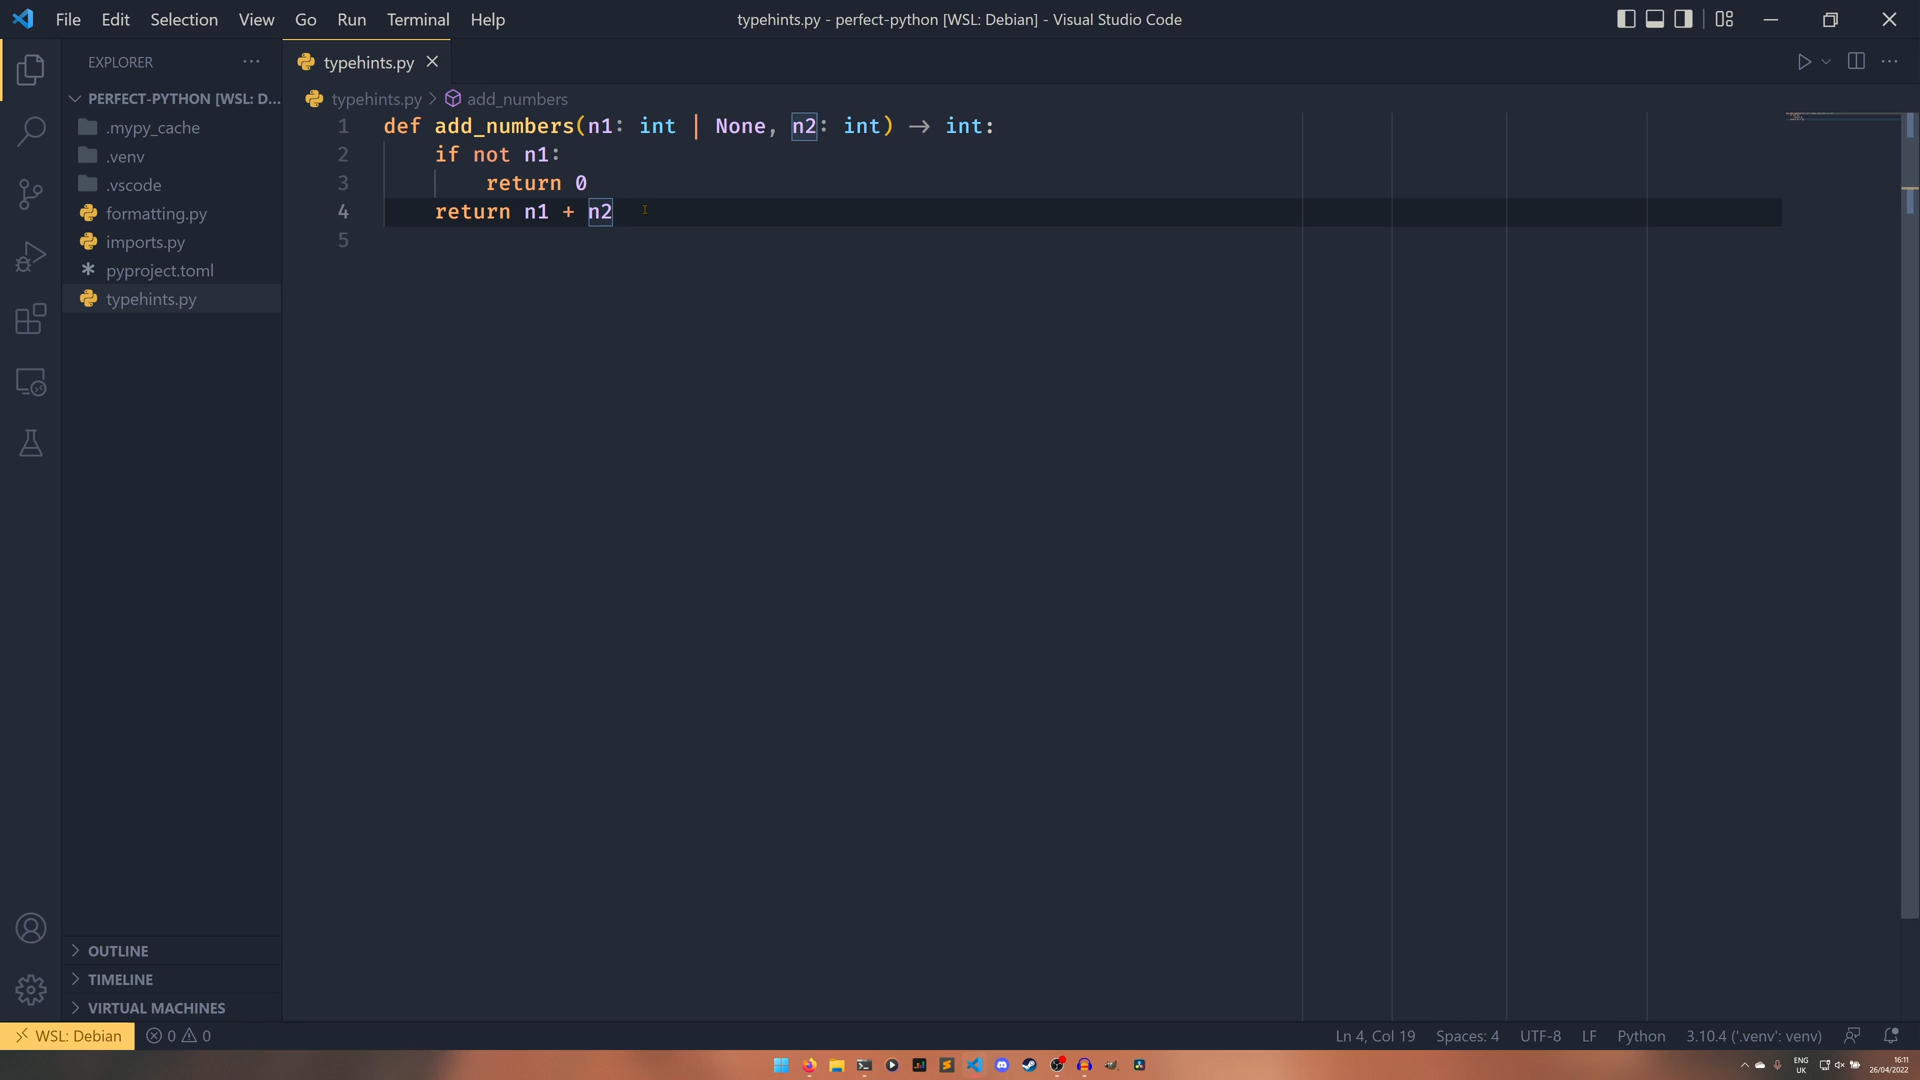 File Edit Selection View Go Run Terminal Help
typehints.py - perfect-python [WSL: Debian] - Visual Studio Code
EXPLORER
PERFECT-PYTHON [WSL: D...
.mypy_cache
.venv
.vscode
formatting.py
imports.py
pyproject.toml
typehints.py
OUTLINE
TIMELINE
VIRTUAL MACHINES
typehints.py
typehints.py > add_numbers
1 def add_numbers(n1: int | None, n2: int) → int:
2 if not n1:
3 return 0
4 return n1 + n2
5
WSL: Debian 0 0
Ln 4, Col 19 Spaces: 4 UTF-8 LF Python 3.10.4 ('.venv': venv)
ENG
UK
16:11
26/04/2022